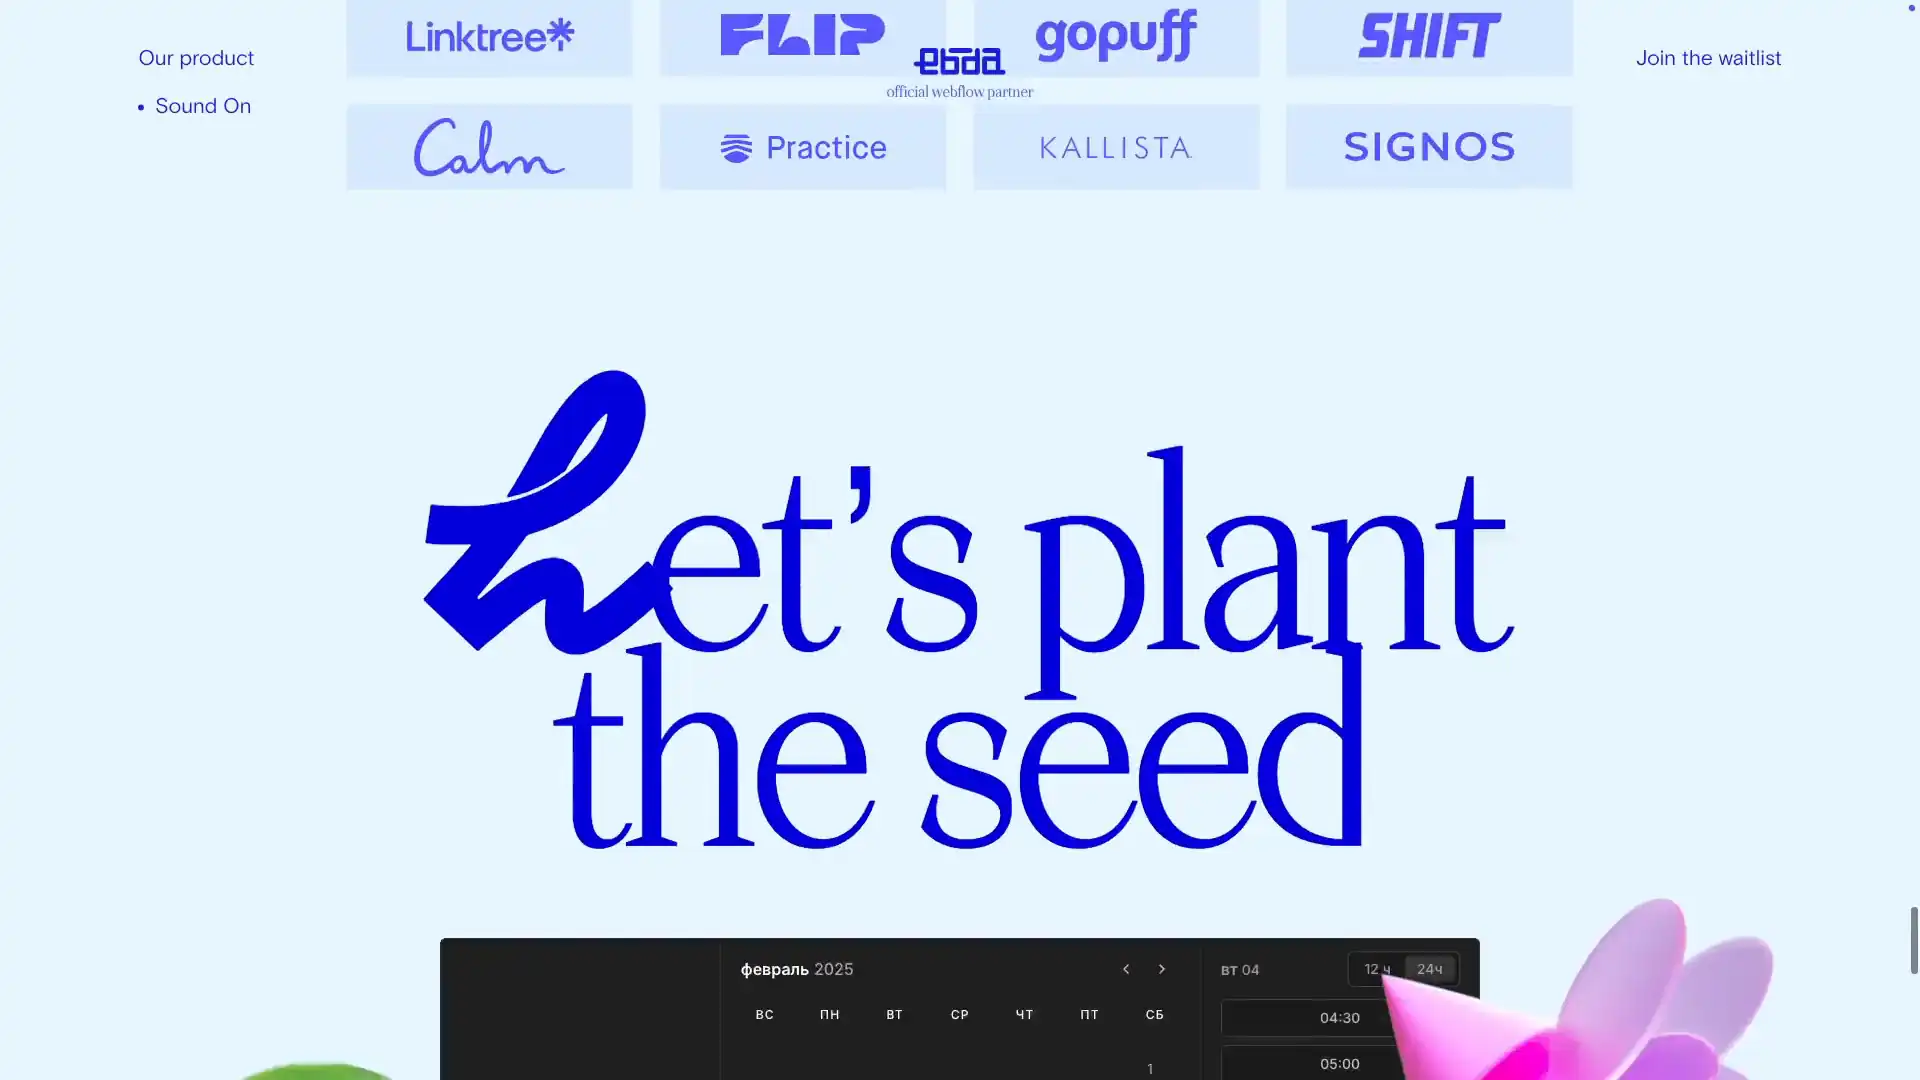 Our product
Sound On
Linktree
FLIP
gopuff
SHIFT
ebda
official webflow partner
Join the waitlist
Calm
Practice
KALLISTA
SIGNOS
Let's plant
the seed
февраль 2025
ВС ПН ВТ СР ЧТ ПТ СБ
1
вт 04
12 ч 24ч
04:30
05:00